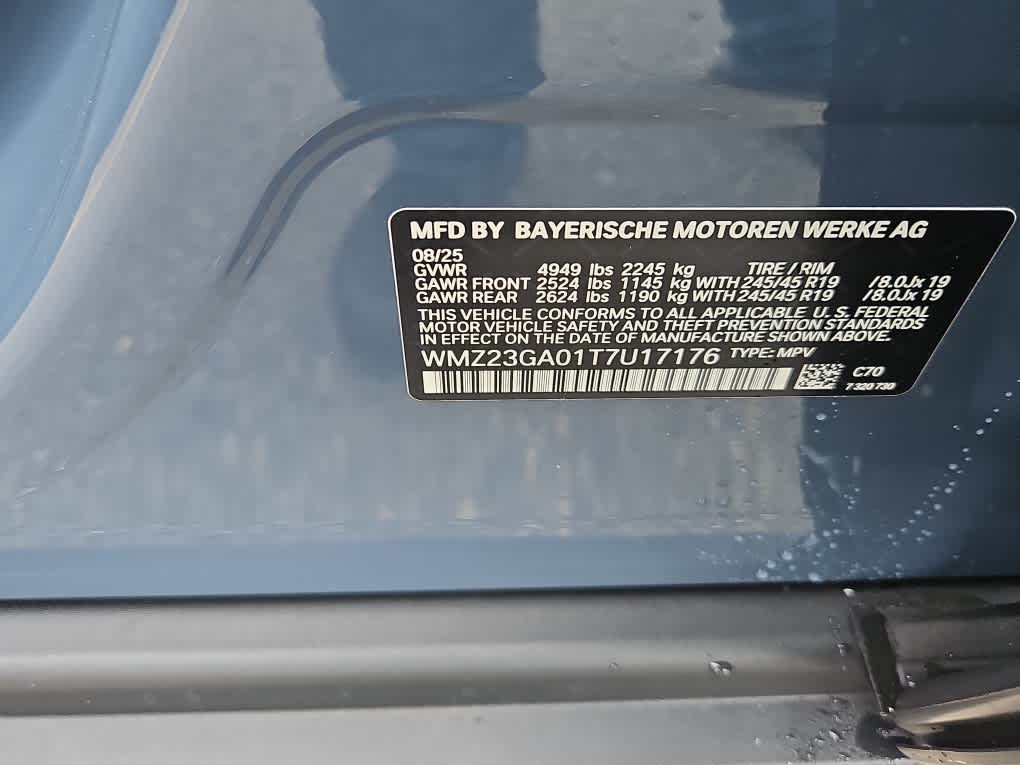 MFD BY BAYERISCHE MOTOREN WERKE AG
08/25
GVWR 4949 lbs 2245 kg TIRE / RIM
GAWR FRONT 2524 lbs 1145 kg WITH 245/45 R19 / 8.0Jx 19
GAWR REAR 2624 lbs 1190 kg WITH 245/45 R19 / 8.0Jx 19
THIS VEHICLE CONFORMS TO ALL APPLICABLE U. S. FEDERAL
MOTOR VEHICLE SAFETY AND THEFT PREVENTION STANDARDS
IN EFFECT ON THE DATE OF MANUFACTURE SHOWN ABOVE.
WMZ23GA01T7U17176 TYPE: MPV
C70
7 320 730